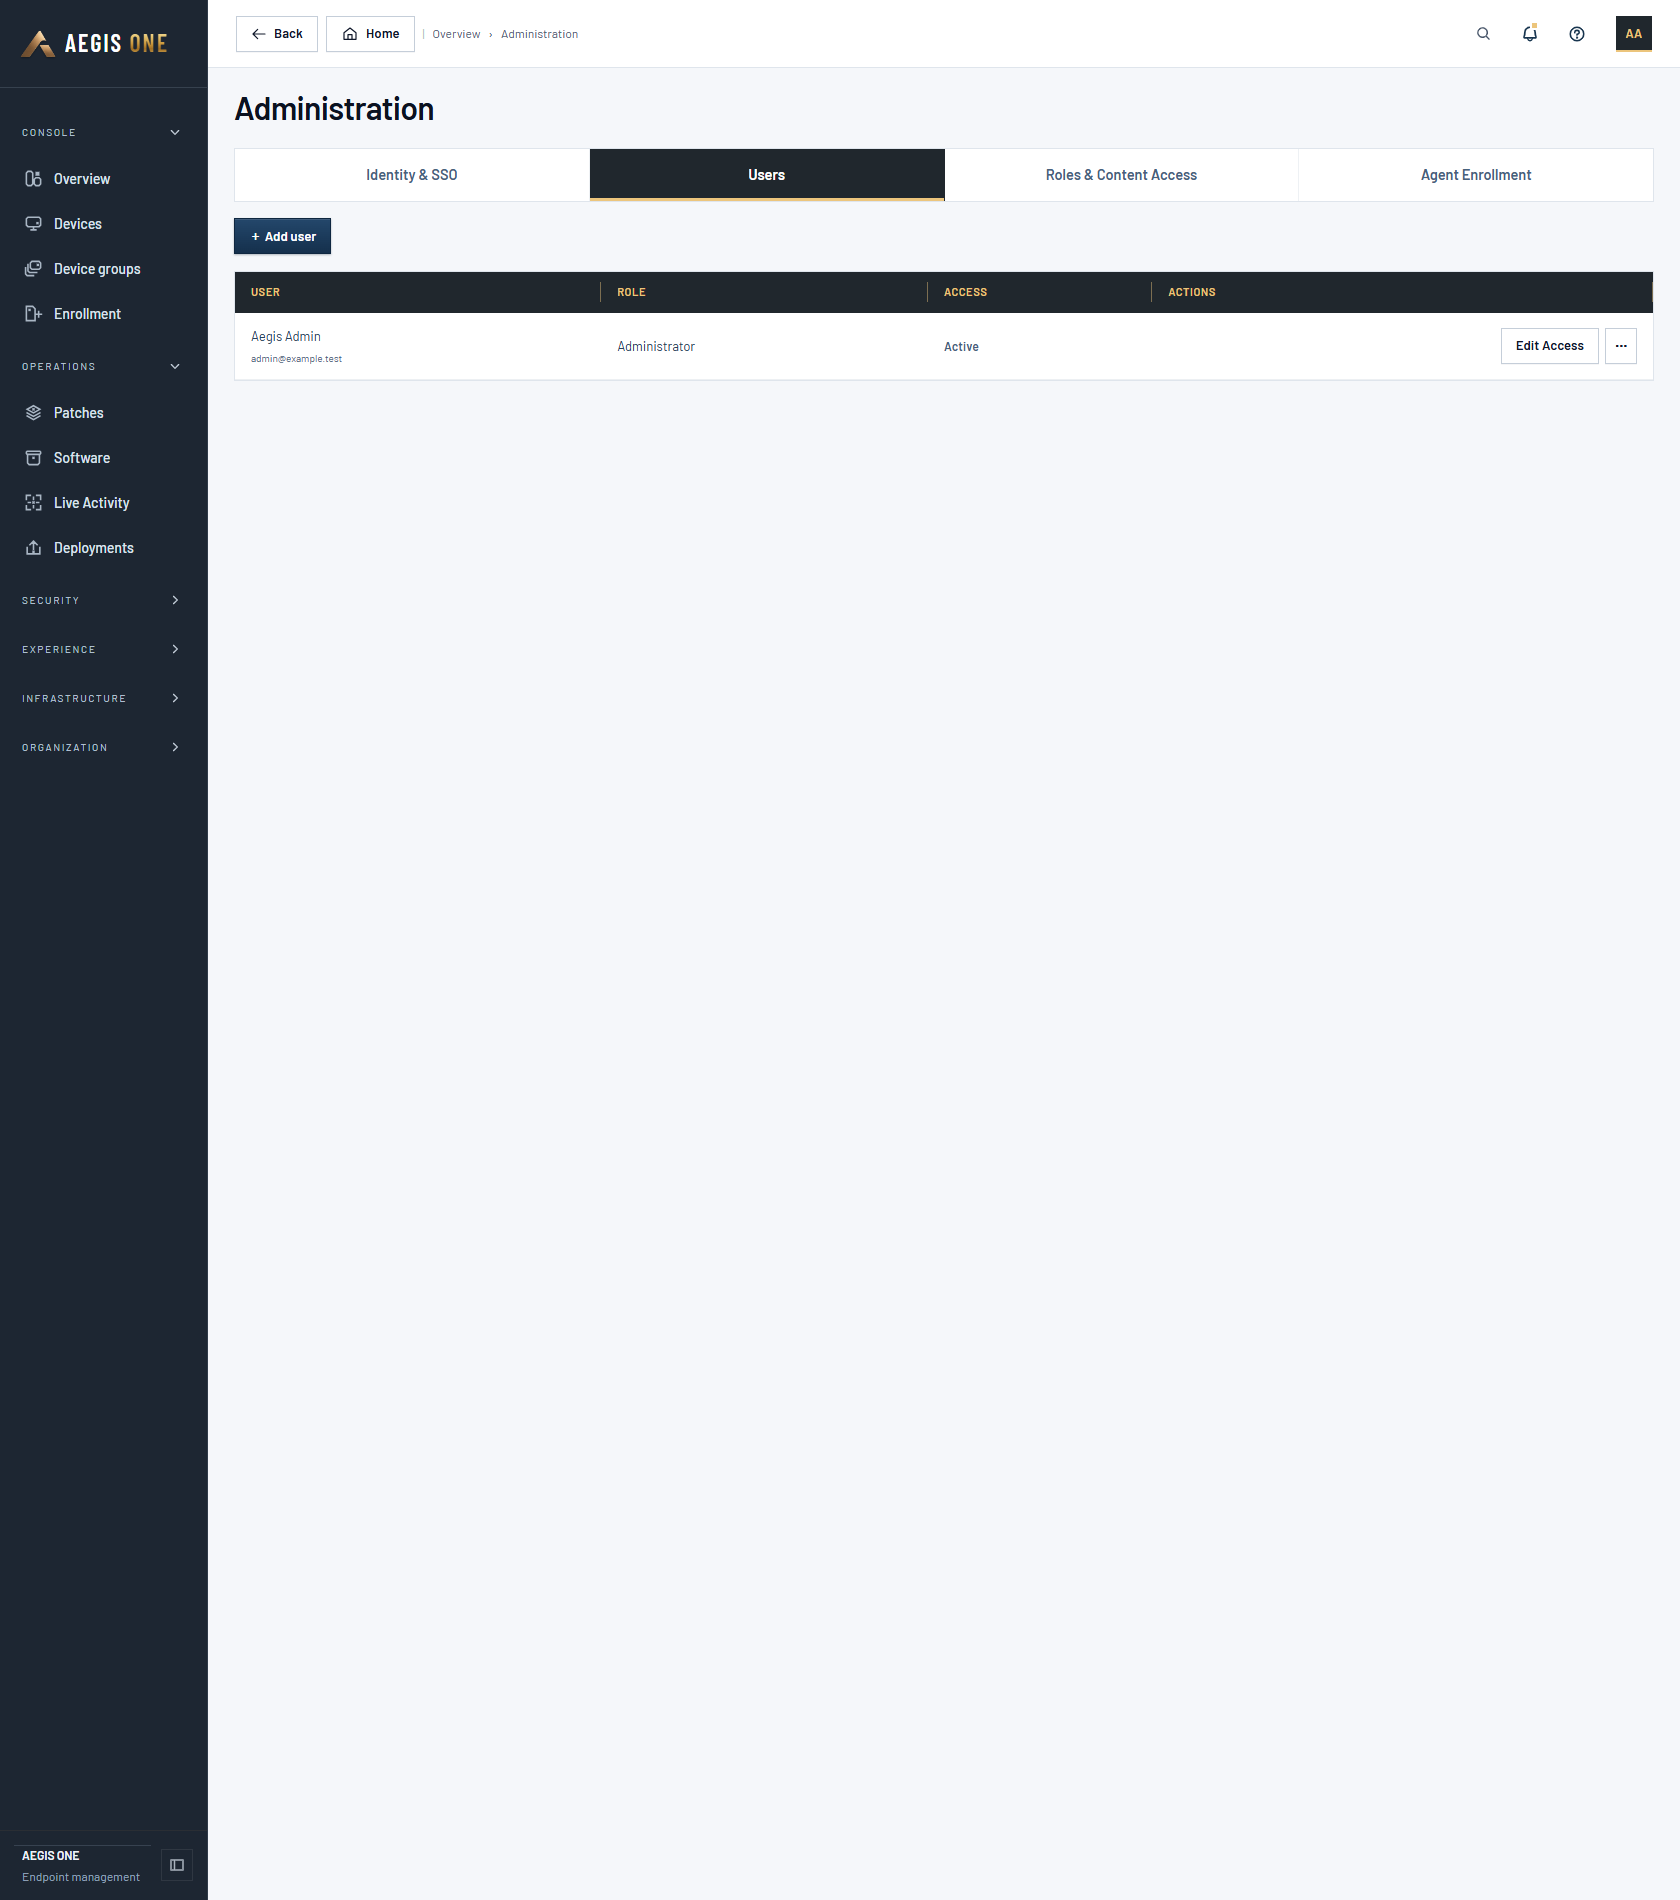 AEGIS ONE
CONSOLE
Overview
Devices
Device groups
Enrollment
OPERATIONS
Patches
Software
Live Activity
Deployments
SECURITY
EXPERIENCE
INFRASTRUCTURE
ORGANIZATION
AEGIS ONE
Endpoint management
Back
Home
Overview › Administration
AA
Administration
Identity & SSO
Users
Roles & Content Access
Agent Enrollment
+ Add user
USER
ROLE
ACCESS
ACTIONS
Aegis Admin
admin@example.test
Administrator
Active
Edit Access
···